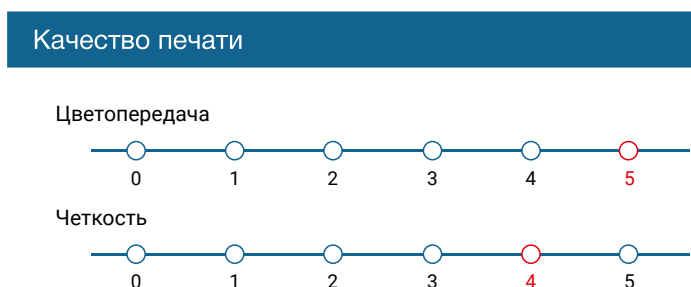 Качество печати
Цветопередача
0 1 2 3 4 5
Четкость
0 1 2 3 4 5